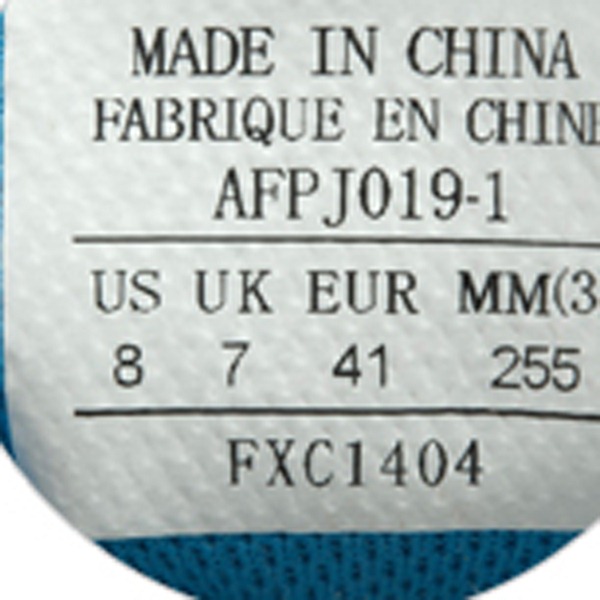 MADE IN CHINA
FABRIQUE EN CHINE
AFPJ019-1
US UK EUR MM(3
8 7 41 255
FXC1404